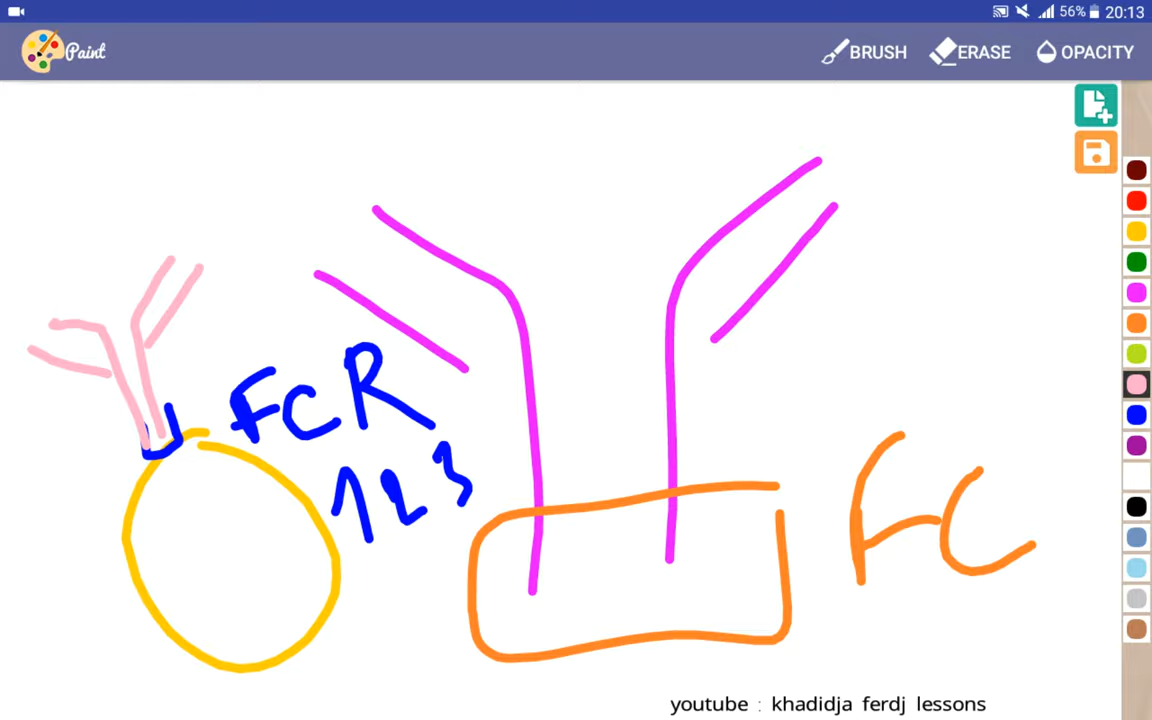 56% 20:13
Paint BRUSH ERASE OPACITY
FCR
123
FC
youtube : khadidja ferdj lessons